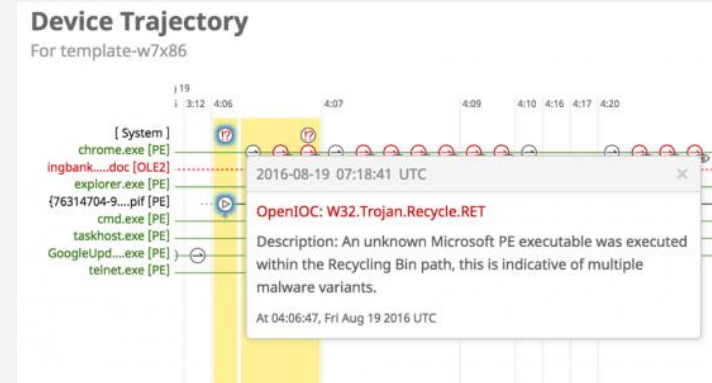 Device Trajectory
For template-w7x86
19
3:12 4:06 4:07 4:09 4:10 4:16 4:17 4:20
[ System ]
chrome.exe [PE]
ingbank.....doc [OLE2]
explorer.exe [PE]
{76314704-9....pif [PE]
cmd.exe [PE]
taskhost.exe [PE]
GoogleUpd....exe [PE]
telnet.exe [PE]
2016-08-19 07:18:41 UTC
OpenIOC: W32.Trojan.Recycle.RET
Description: An unknown Microsoft PE executable was executed
within the Recycling Bin path, this is indicative of multiple
malware variants.
At 04:06:47, Fri Aug 19 2016 UTC